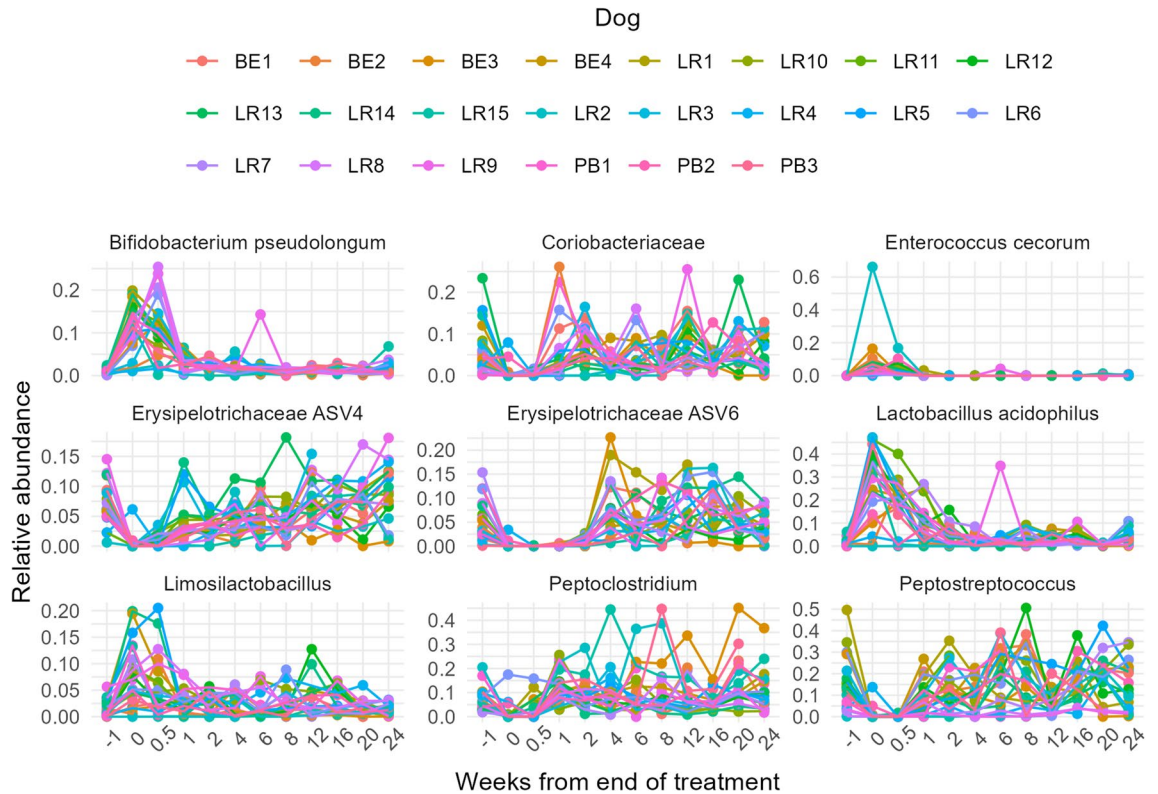 Dog
BE1 BE2 BE3 BE4 LR1 LR10 LR11 LR12
LR13 LR14 LR15 LR2 LR3 LR4 LR5 LR6
LR7 LR8 LR9 PB1 PB2 PB3
Relative abundance
Bifidobacterium pseudolongum Coriobacteriaceae Enterococcus cecorum
0.2 0.2 0.6
0.1 0.1 0.4
0.0 0.0 0.2
0.0
Erysipelotrichaceae ASV4 Erysipelotrichaceae ASV6 Lactobacillus acidophilus
0.15 0.20 0.4
0.10 0.15 0.3
0.05 0.10 0.2
0.00 0.05 0.1
0.00 0.0
Limosilactobacillus Peptoclostridium Peptostreptococcus
0.20 0.4 0.5
0.15 0.3 0.4
0.10 0.2 0.3
0.05 0.1 0.2
0.00 0.0 0.1
0.0
-1 0 0.5 1 2 4 6 8 12 16 20 24 -1 0 0.5 1 2 4 6 8 12 16 20 24 -1 0 0.5 1 2 4 6 8 12 16 20 24
Weeks from end of treatment